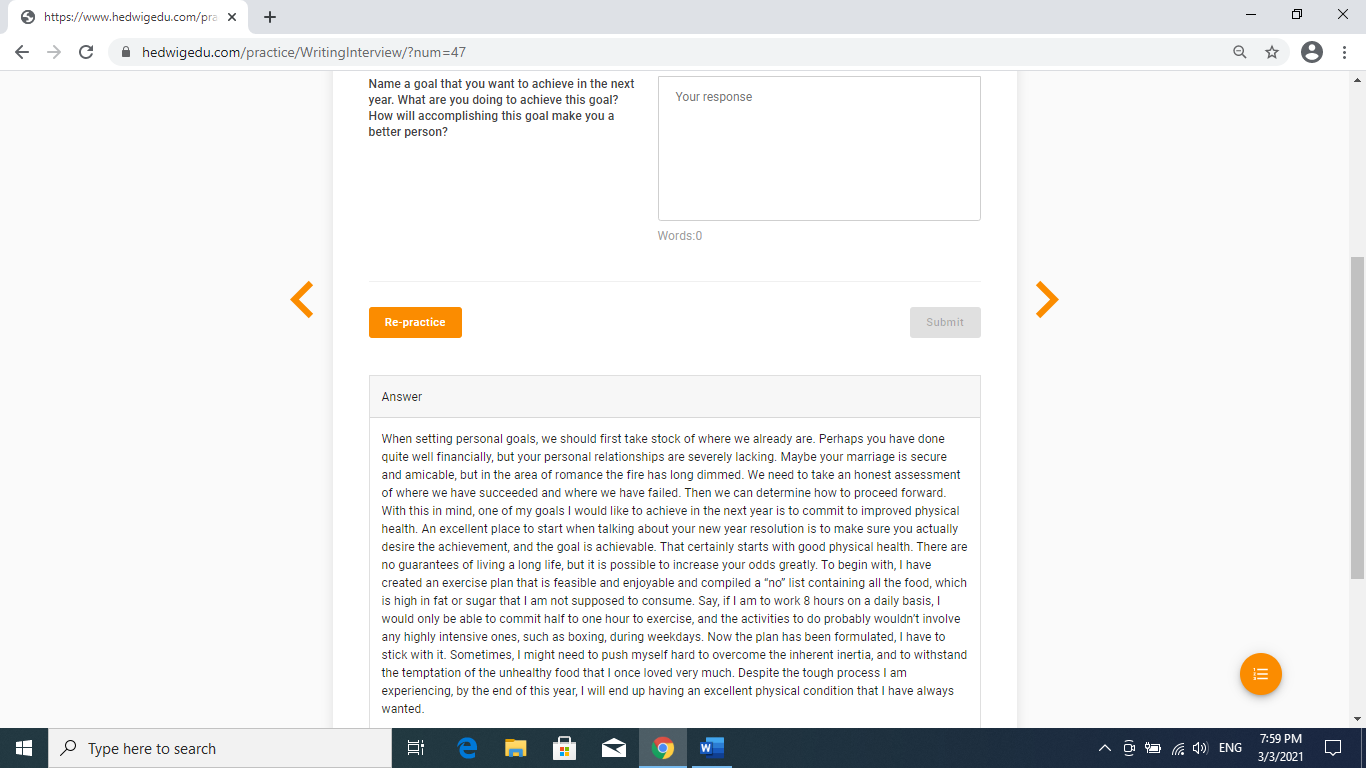 https://www.hedwigedu.com/pra
hedwigedu.com/practice/WritingInterview/?num=47
Name a goal that you want to achieve in the next
year. What are you doing to achieve this goal?
How will accomplishing this goal make you a
better person?
Your response
Words:0
Re-practice
Submit
Answer
When setting personal goals, we should first take stock of where we already are. Perhaps you have done
quite well financially, but your personal relationships are severely lacking. Maybe your marriage is secure
and amicable, but in the area of romance the fire has long dimmed. We need to take an honest assessment
of where we have succeeded and where we have failed. Then we can determine how to proceed forward.
With this in mind, one of my goals I would like to achieve in the next year is to commit to improved physical
health. An excellent place to start when talking about your new year resolution is to make sure you actually
desire the achievement, and the goal is achievable. That certainly starts with good physical health. There are
no guarantees of living a long life, but it is possible to increase your odds greatly. To begin with, I have
created an exercise plan that is feasible and enjoyable and compiled a “no” list containing all the food, which
is high in fat or sugar that I am not supposed to consume. Say, if I am to work 8 hours on a daily basis, I
would only be able to commit half to one hour to exercise, and the activities to do probably wouldn't involve
any highly intensive ones, such as boxing, during weekdays. Now the plan has been formulated, I have to
stick with it. Sometimes, I might need to push myself hard to overcome the inherent inertia, and to withstand
the temptation of the unhealthy food that I once loved very much. Despite the tough process I am
experiencing, by the end of this year, I will end up having an excellent physical condition that I have always
wanted.
Type here to search
W
ENG
7:59 PM
3/3/2021